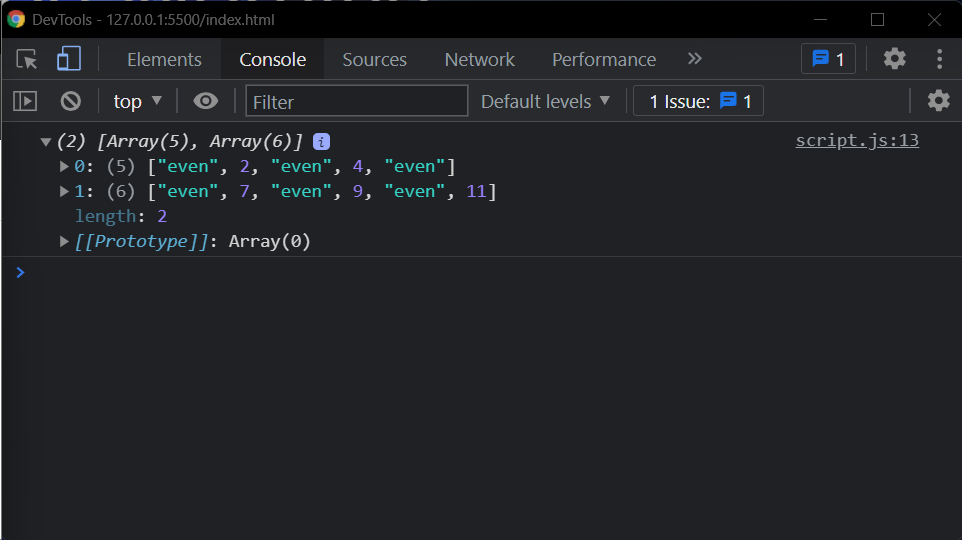 DevTools - 127.0.0.1:5500/index.html
Elements Console Sources Network Performance » 1
top ▼ Filter Default levels ▼ 1 Issue: 1
▼ (2) [Array(5), Array(6)] i script.js:13
▶ 0: (5) ["even", 2, "even", 4, "even"]
▶ 1: (6) ["even", 7, "even", 9, "even", 11]
length: 2
▶ [[Prototype]]: Array(0)
>